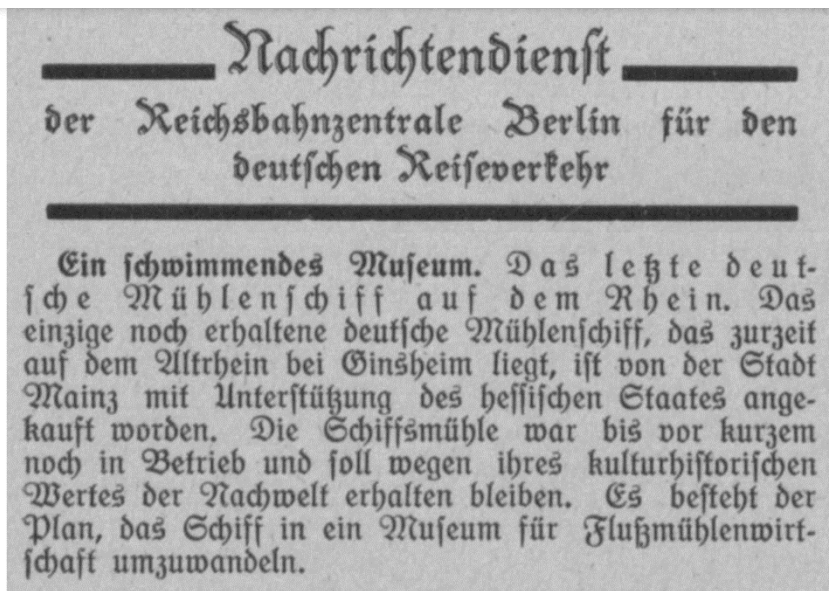 Nachrichtendienst
der Reichsbahnzentrale Berlin für den
deutschen Reiseverkehr
Ein schwimmendes Museum. Das letzte deut-
sche Mühlenschiff auf dem Rhein. Das
einzige noch erhaltene deutsche Mühlenschiff, das zurzeit
auf dem Altrhein bei Ginsheim liegt, ist von der Stadt
Mainz mit Unterstützung des hessischen Staates ange-
kauft worden. Die Schiffsmühle war bis vor kurzem
noch in Betrieb und soll wegen ihres kulturhistorischen
Wertes der Nachwelt erhalten bleiben. Es besteht der
Plan, das Schiff in ein Museum für Flußmühlenwirt-
schaft umzuwandeln.